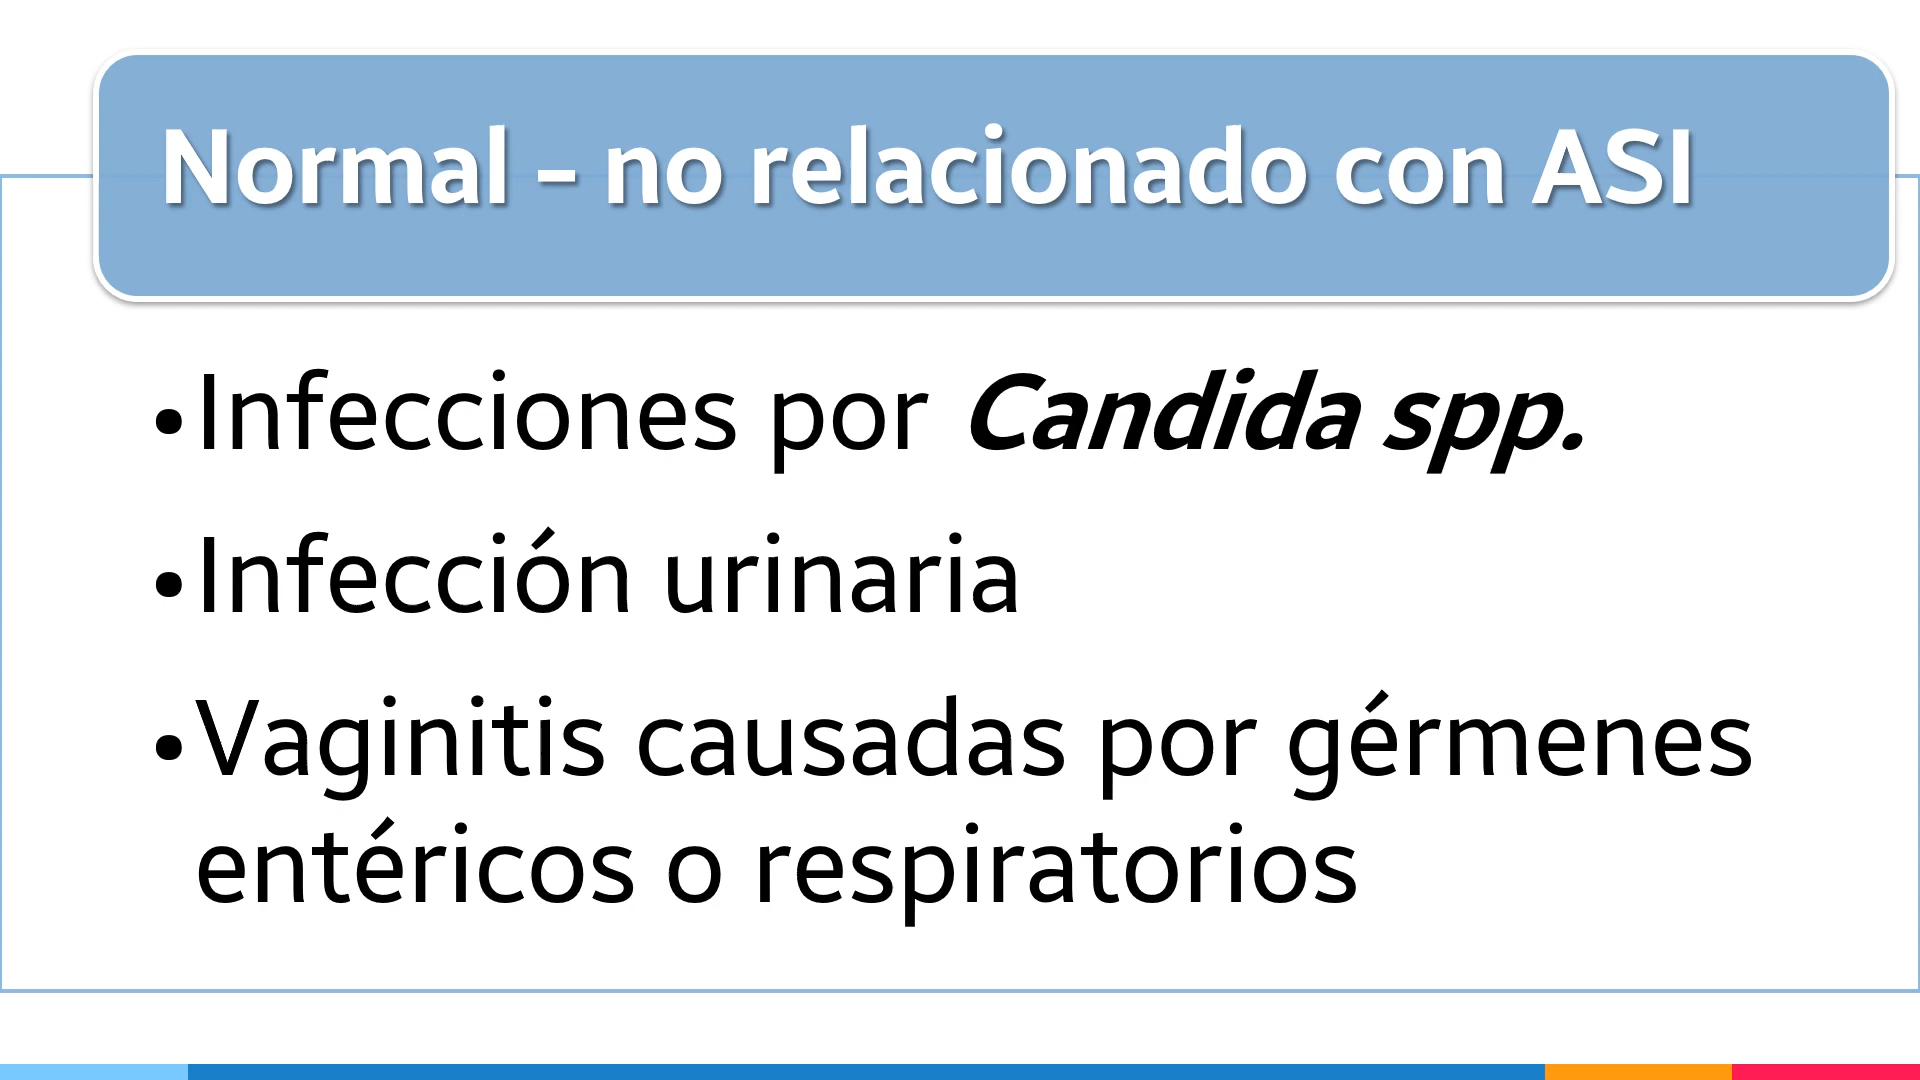 Normal - no relacionado con ASI
•Infecciones por Candida spp.
•Infección urinaria
•Vaginitis causadas por gérmenes
entéricos o respiratorios